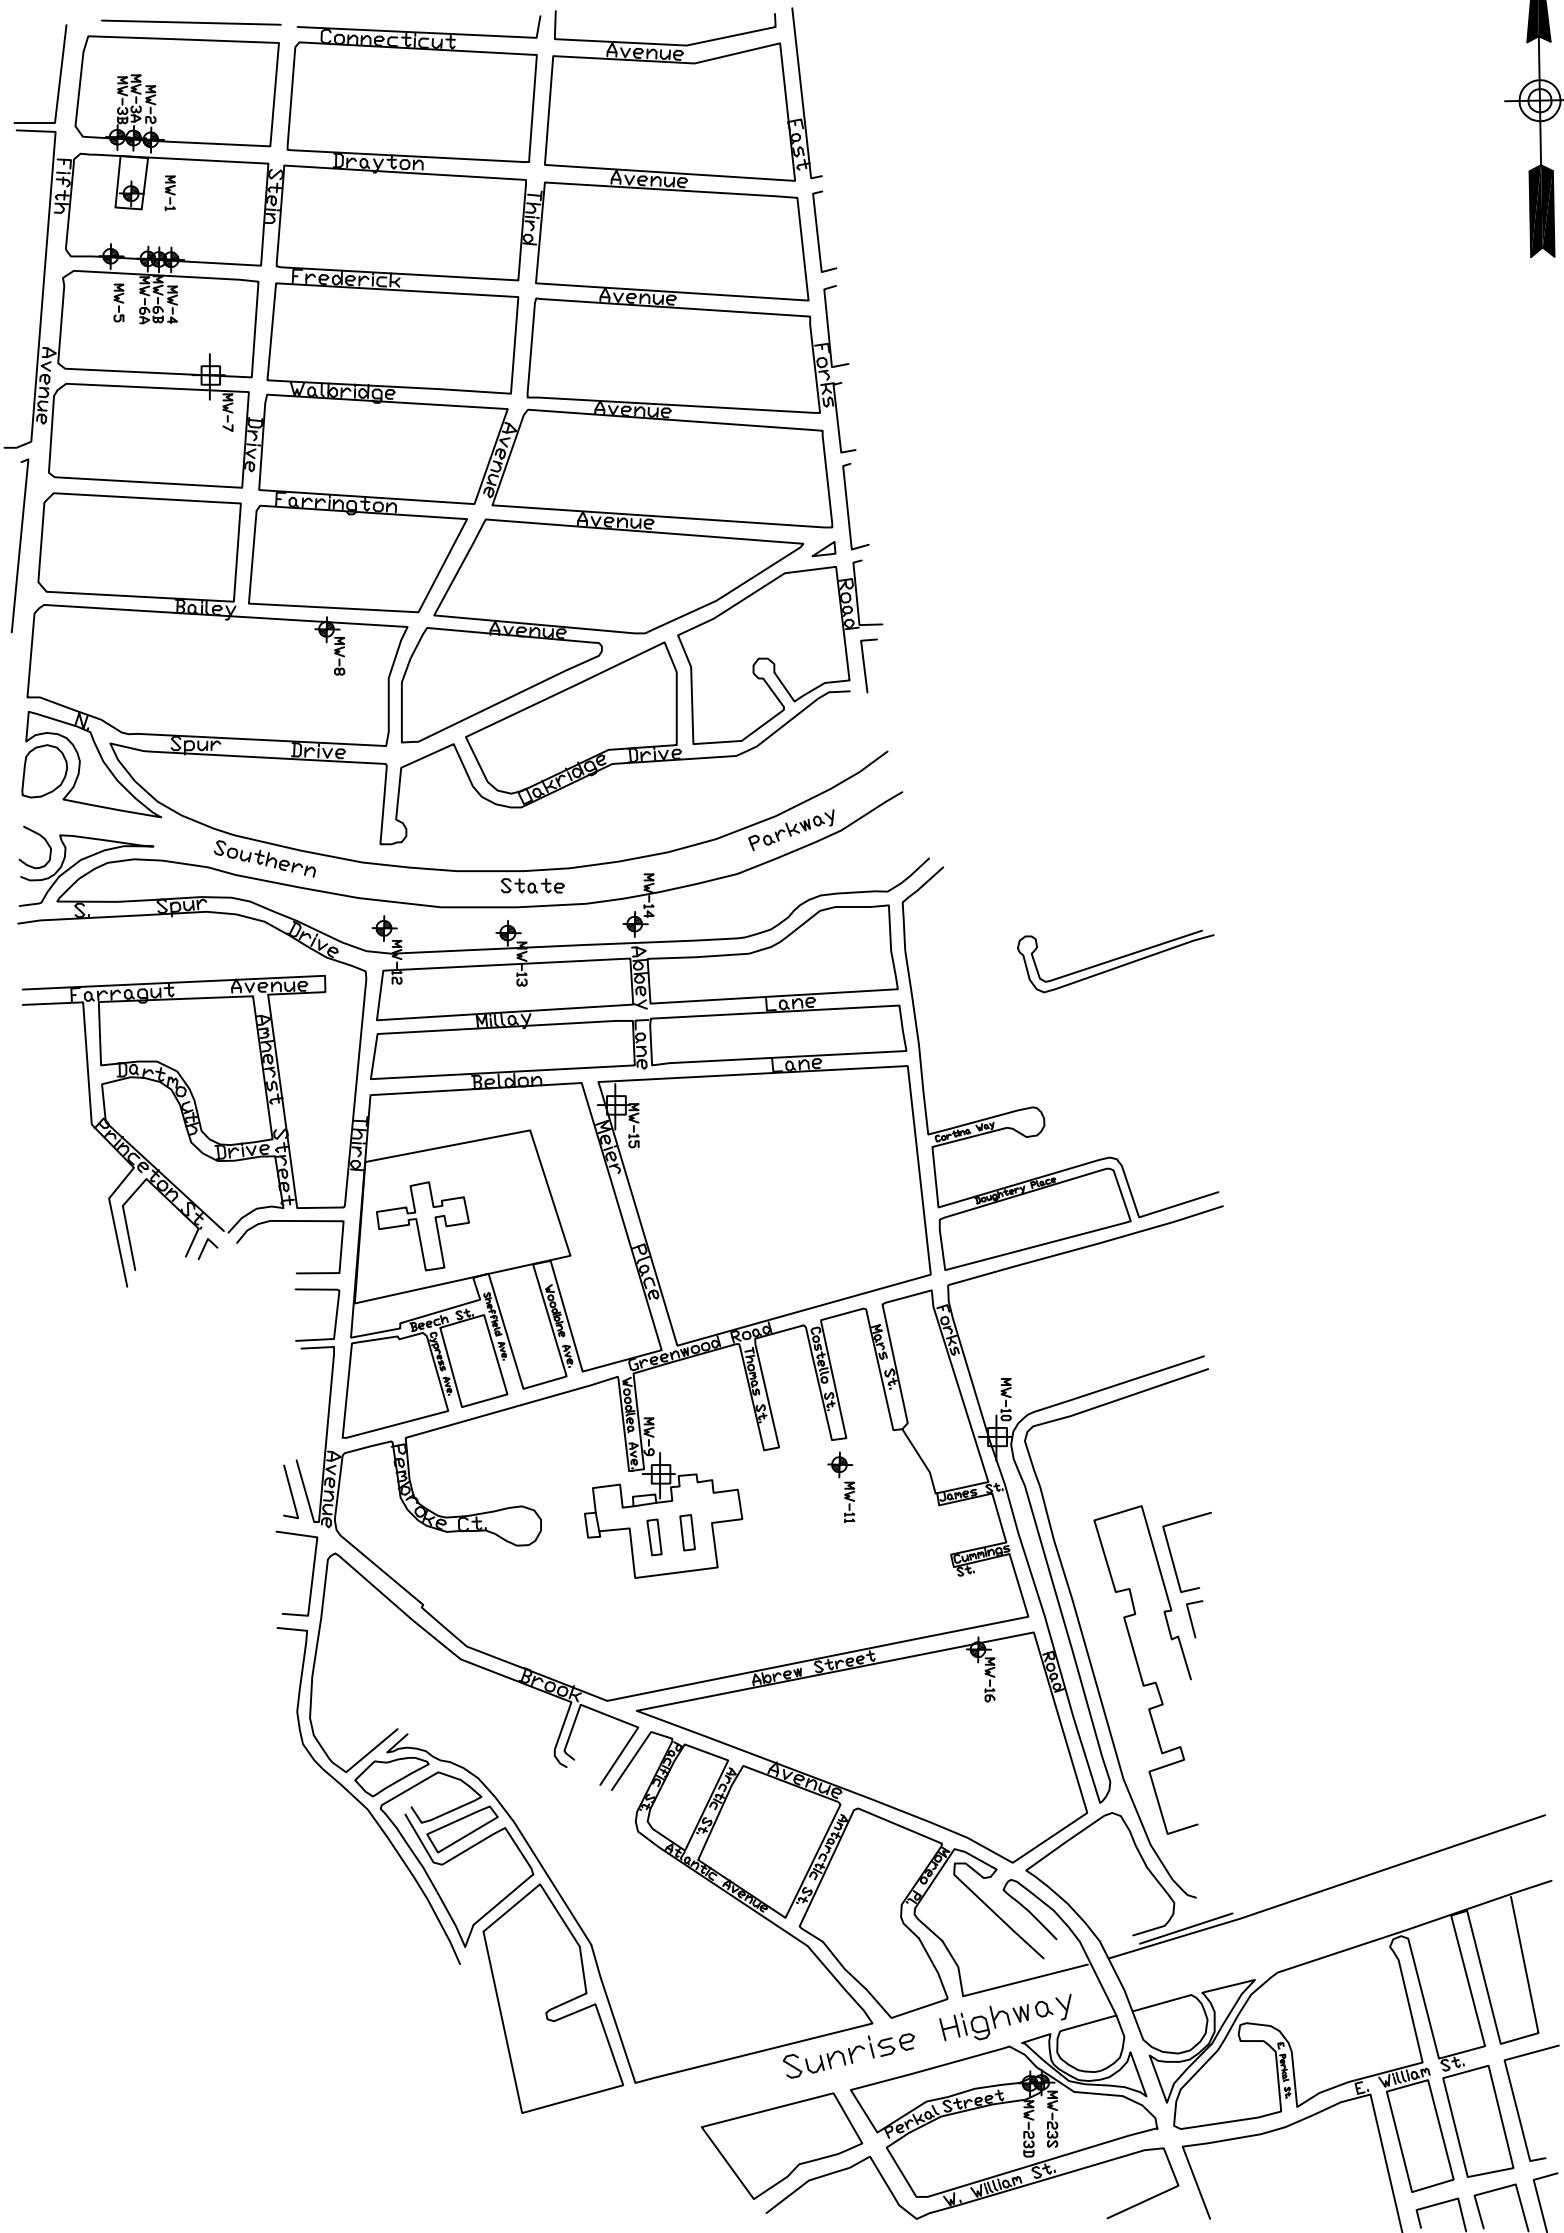 Connecticut Avenue
MW-3B
MW-3A
MW-2
East
Drayton Avenue
Fifth
MW-1
Stein
Third
Frederick Avenue
MW-5
MW-6A
MW-6B
MW-4
Avenue
Forks
Walbridge Avenue
MW-7
Drive
Avenue
Farrington Avenue
Road
Bailey Avenue
MW-8
N. Spur Drive
Oakridge Drive
Southern State Parkway
MW-14
S. Spur Drive
MW-12
MW-13
Abbey Lane
Farragut Avenue
Millay Lane
Amherst Street
Beldon Lane
Dartmouth Drive
Princeton St.
Third
MW-15
Meier Place
Cortina Way
Doughtery Place
Beech St.
Cypress Ave.
Sheffield Ave.
Woodbine Ave.
Greenwood Road
Thomas St.
Costello St.
Mars St.
Forks
Woodlea Ave.
MW-9
MW-10
Avenue
Pembroke Ct.
MW-11
James St.
Cummings
St.
Abrew Street
MW-16
Road
Brook Avenue
Pacific St.
Arctic St.
Antarctic St.
Atlantic Avenue
Moreo Pl.
Sunrise Highway
Perkal Street
MW-23D
MW-23S
E. Perkal St.
E. William St.
W. William St.